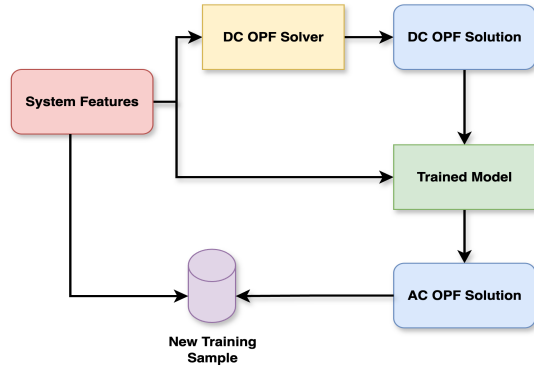 DC OPF Solver
DC OPF Solution
System Features
Trained Model
AC OPF Solution
New Training
Sample